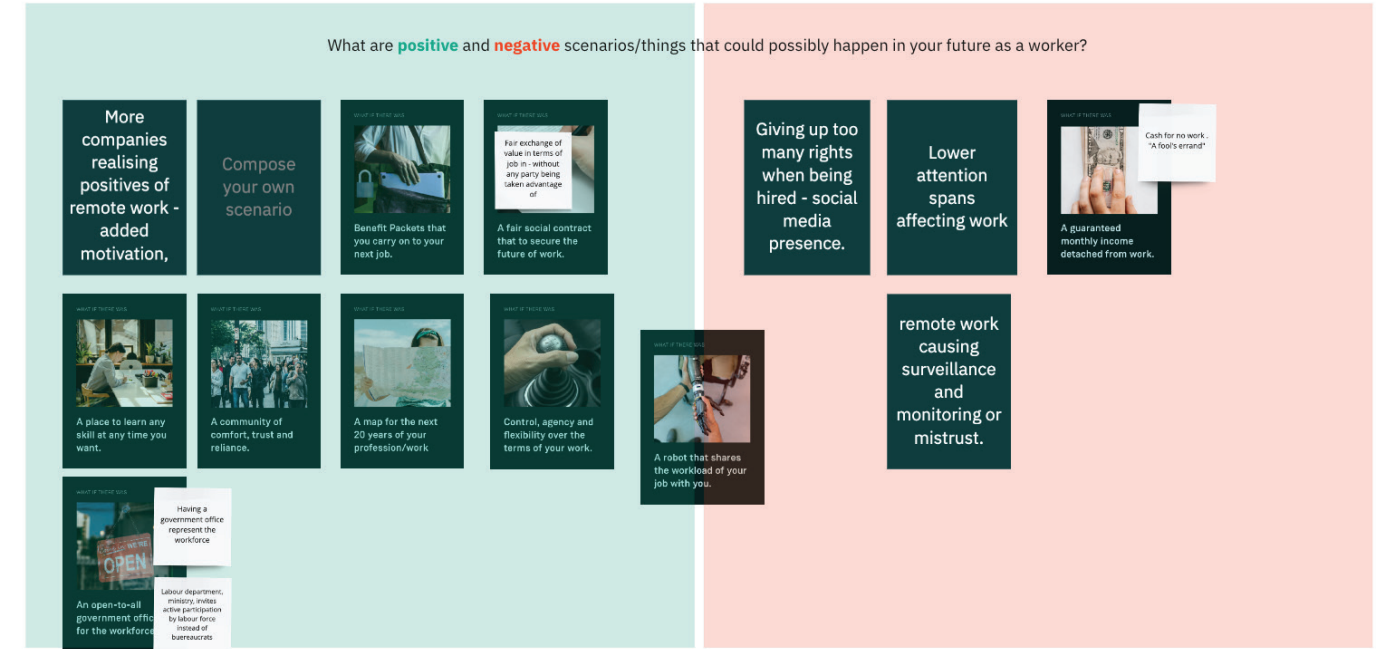 What are positive and negative scenarios/things that could possibly happen in your future as a worker?
More
companies
realising
positives of
remote work -
added
motivation,
Compose
your own
scenario
WHAT IF THERE WAS
Benefit Packets that
you carry on to your
next job.
WHAT IF THERE WAS
Fair exchange of
value in terms of
job in - without
any party being
taken advantage
of
A fair social contract
that to secure the
future of work.
Giving up too
many rights
when being
hired - social
media
presence.
Lower
attention
spans
affecting work
WHAT IF THERE WAS
Cash for no work .
"A fool's errand"
A guaranteed
monthly income
detached from work.
WHAT IF THERE WAS
A place to learn any
skill at any time you
want.
WHAT IF THERE WAS
A community of
comfort, trust and
reliance.
WHAT IF THERE WAS
A map for the next
20 years of your
profession/work
WHAT IF THERE WAS
Control, agency and
flexibility over the
terms of your work.
WHAT IF THERE WAS
A robot that shares
the workload of your
job with you.
remote work
causing
surveillance
and
monitoring or
mistrust.
WHAT IF THERE WAS
WE'RE
OPEN
Having a
government office
represent the
workforce
An open-to-all
government offic
for the workforce
Labour department,
ministry, invites
active participation
by labour force
instead of
buereaucrats